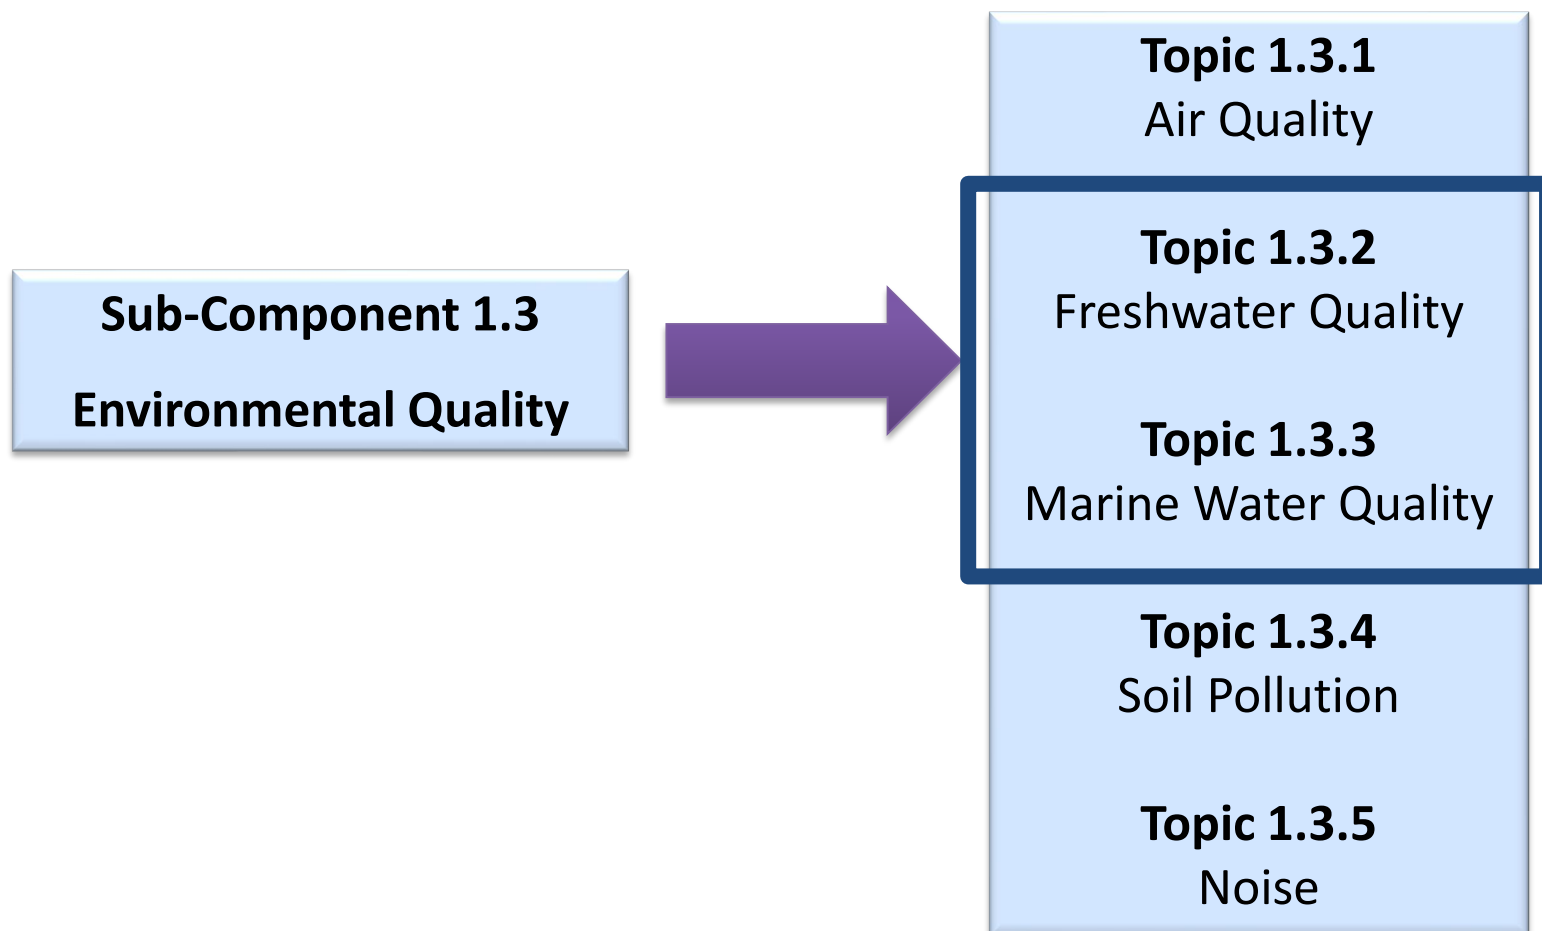 Sub-Component 1.3
Environmental Quality
Topic 1.3.1
Air Quality
Topic 1.3.2
Freshwater Quality
Topic 1.3.3
Marine Water Quality
Topic 1.3.4
Soil Pollution
Topic 1.3.5
Noise